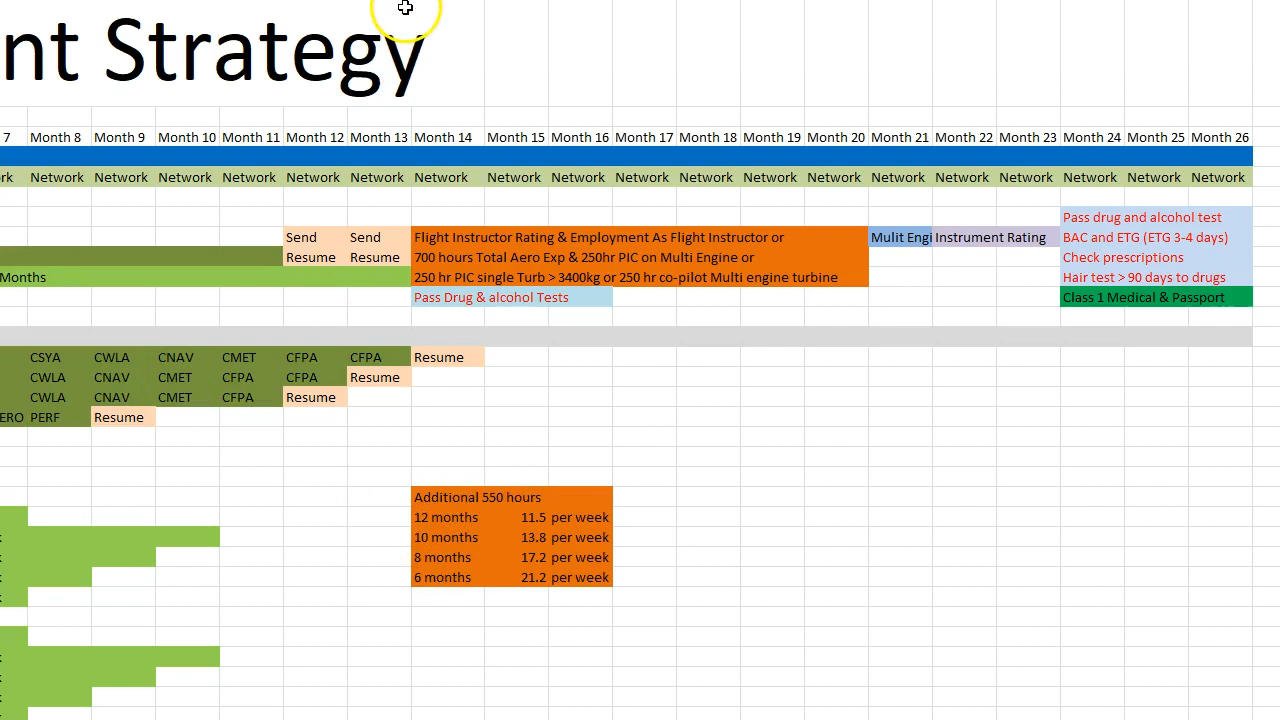 nt Strategy
7 Month 8 Month 9 Month 10 Month 11 Month 12 Month 13 Month 14 Month 15 Month 16 Month 17 Month 18 Month 19 Month 20 Month 21 Month 22 Month 23 Month 24 Month 25 Month 26
rk Network Network Network Network Network Network Network Network Network Network Network Network Network Network Network Network Network Network Network
Pass drug and alcohol test
Send Send Flight Instructor Rating & Employment As Flight Instructor or Mulit Engi Instrument Rating BAC and ETG (ETG 3-4 days)
Resume Resume 700 hours Total Aero Exp & 250hr PIC on Multi Engine or Check prescriptions
Months 250 hr PIC single Turb > 3400kg or 250 hr co-pilot Multi engine turbine Hair test > 90 days to drugs
Pass Drug & alcohol Tests Class 1 Medical & Passport
CSYA CWLA CNAV CMET CFPA CFPA Resume
CWLA CNAV CMET CFPA CFPA Resume
CWLA CNAV CMET CFPA Resume
ERO PERF Resume
Additional 550 hours
12 months 11.5 per week
10 months 13.8 per week
8 months 17.2 per week
6 months 21.2 per week